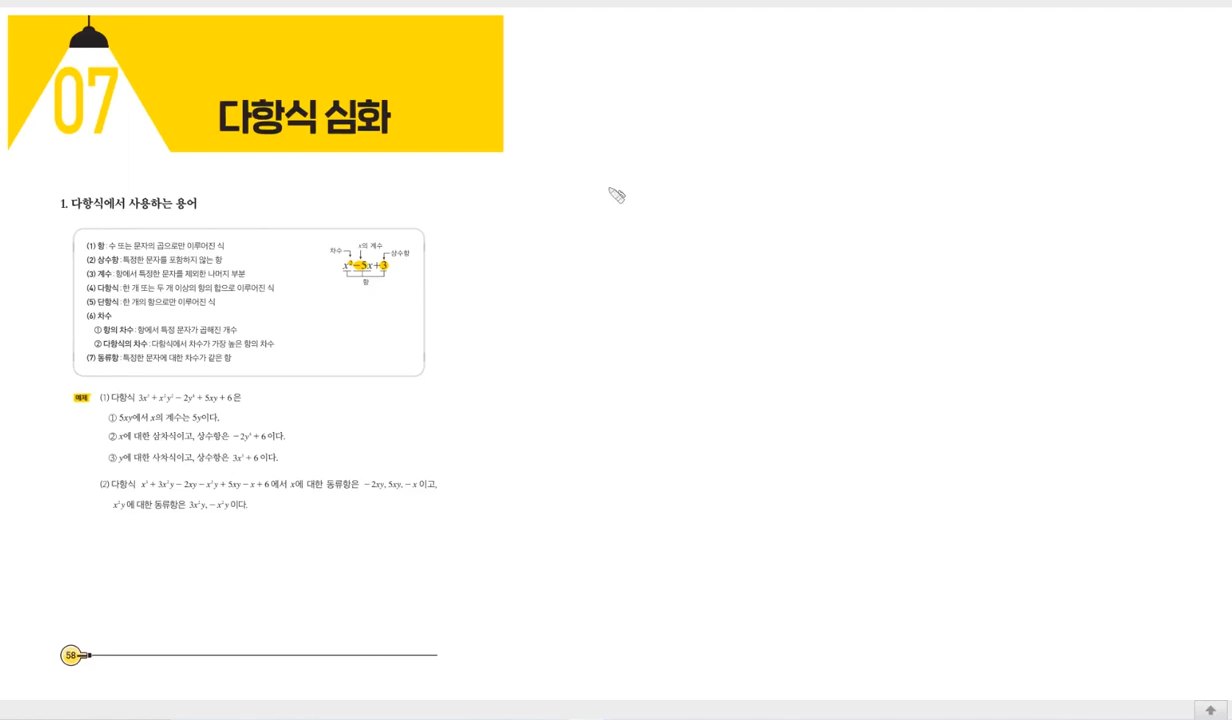 07
다항식 심화
1. 다항식에서 사용하는 용어
(1) 항 : 수 또는 문자의 곱으로만 이루어진 식
(2) 상수항 : 특정한 문자를 포함하지 않는 항
(3) 계수 : 항에서 특정한 문자를 제외한 나머지 부분
(4) 다항식 : 한 개 또는 두 개 이상의 항의 합으로 이루어진 식
(5) 단항식 : 한 개의 항으로만 이루어진 식
(6) 차수
① 항의 차수 : 항에서 특정 문자가 곱해진 개수
② 다항식의 차수 : 다항식에서 차수가 가장 높은 항의 차수
(7) 동류항 : 특정한 문자에 대한 차수가 같은 항
차수 x의 계수 상수항
x²-5x+3
항
예제 (1) 다항식 3x³+x²y²-2y⁴+5xy+6은
① 5xy에서 x의 계수는 5y이다.
② x에 대한 삼차식이고, 상수항은 -2y⁴+6이다.
③ y에 대한 사차식이고, 상수항은 3x³+6이다.
(2) 다항식 x³+3x²y-2xy-x²y+5xy-x+6에서 x에 대한 동류항은 -2xy, 5xy, -x이고,
x²y에 대한 동류항은 3x²y, -x²y이다.
58